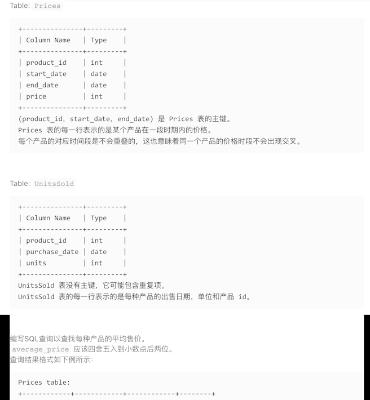 Table: Prices
+---------------+---------+
| Column Name   | Type    |
+---------------+---------+
| product_id    | int     |
| start_date    | date    |
| end_date      | date    |
| price         | int     |
+---------------+---------+
(product_id, start_date, end_date) 是 Prices 表的主键。
Prices 表的每一行表示的是某个产品在一段时期内的价格。
每个产品的对应时间段是不会重叠的，这也意味着同一个产品的价格时段不会出现交叉。
Table: UnitsSold
+---------------+---------+
| Column Name   | Type    |
+---------------+---------+
| product_id    | int     |
| purchase_date | date    |
| units         | int     |
+---------------+---------+
UnitsSold 表没有主键，它可能包含重复项。
UnitsSold 表的每一行表示的是每种产品的出售日期，单位和产品 id。
编写SQL查询以查找每种产品的平均售价。
average_price 应该四舍五入到小数点后两位。
查询结果格式如下例所示：
Prices table:
+------------+------------+------------+--------+